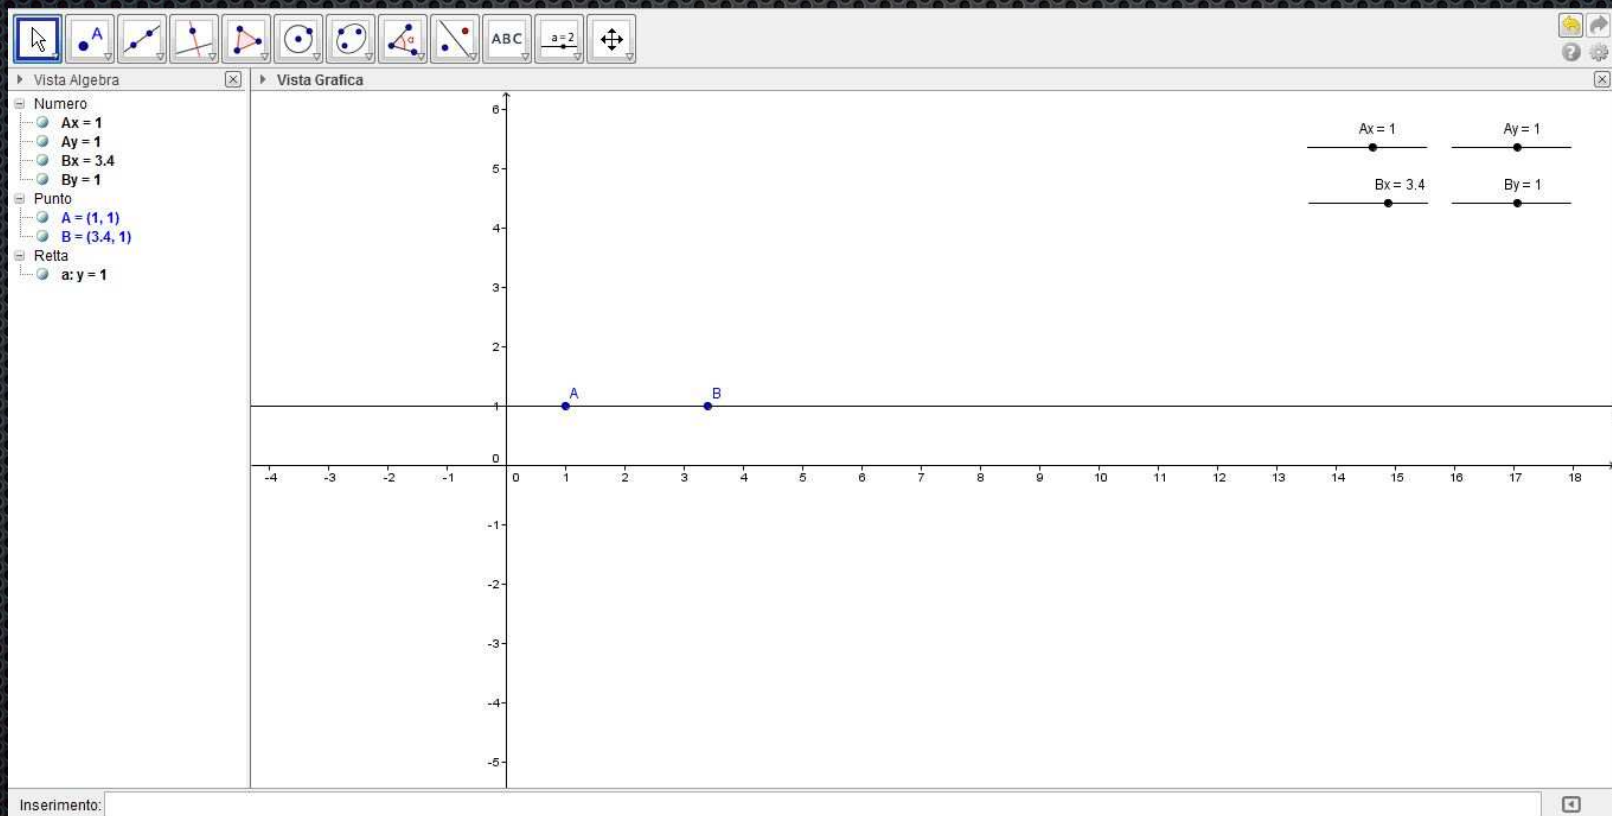 A
α
ABC
a=2
?
Vista Algebra
Vista Grafica
Numero
Ax = 1
Ay = 1
Bx = 3.4
By = 1
Punto
A = (1, 1)
B = (3.4, 1)
Retta
a: y = 1
Ax = 1 Ay = 1
Bx = 3.4 By = 1
6
5
4
3
2
1
0
-1
-2
-3
-4
-5
A B
-4 -3 -2 -1 0 1 2 3 4 5 6 7 8 9 10 11 12 13 14 15 16 17 18
Inserimento: